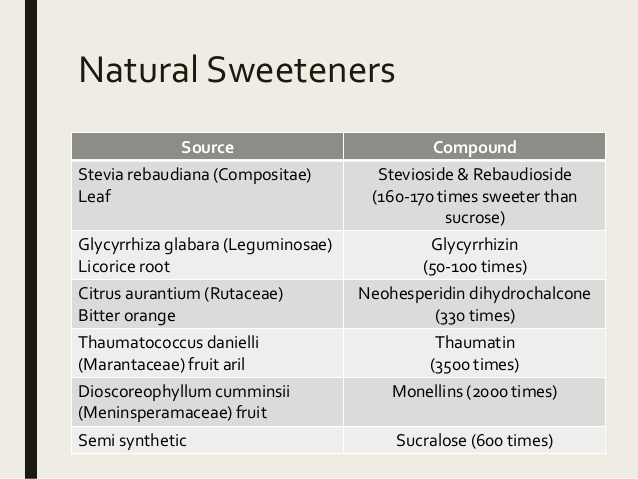 Natural Sweeteners
Source Compound
Stevia rebaudiana (Compositae)
Leaf
Stevioside & Rebaudioside
(160-170 times sweeter than
sucrose)
Glycyrrhiza glabara (Leguminosae)
Licorice root
Glycyrrhizin
(50-100 times)
Citrus aurantium (Rutaceae)
Bitter orange
Neohesperidin dihydrochalcone
(330 times)
Thaumatococcus danielli
(Marantaceae) fruit aril
Thaumatin
(3500 times)
Dioscoreophyllum cumminsii
(Meninsperamaceae) fruit
Monellins (2000 times)
Semi synthetic
Sucralose (600 times)